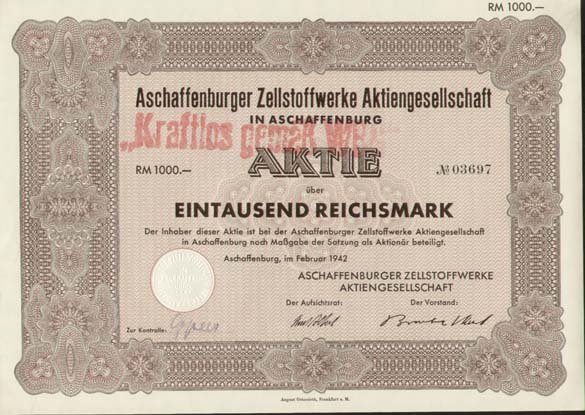 RM 1000.—
Aschaffenburger Zellstoffwerke Aktiengesellschaft
IN ASCHAFFENBURG
„Kraftlos gemäß
AKTIE
RM 1000.—
№ 03697
über
EINTAUSEND REICHSMARK
Der Inhaber dieser Aktie ist bei der Aschaffenburger Zellstoffwerke Aktiengesellschaft
in Aschaffenburg nach Maßgabe der Satzung als Aktionär beteiligt.
Aschaffenburg, im Februar 1942
ASCHAFFENBURGER ZELLSTOFFWERKE
AKTIENGESELLSCHAFT
Der Aufsichtsrat: Der Vorstand:
Zur Kontrolle:
August Osterrieth, Frankfurt a. M.